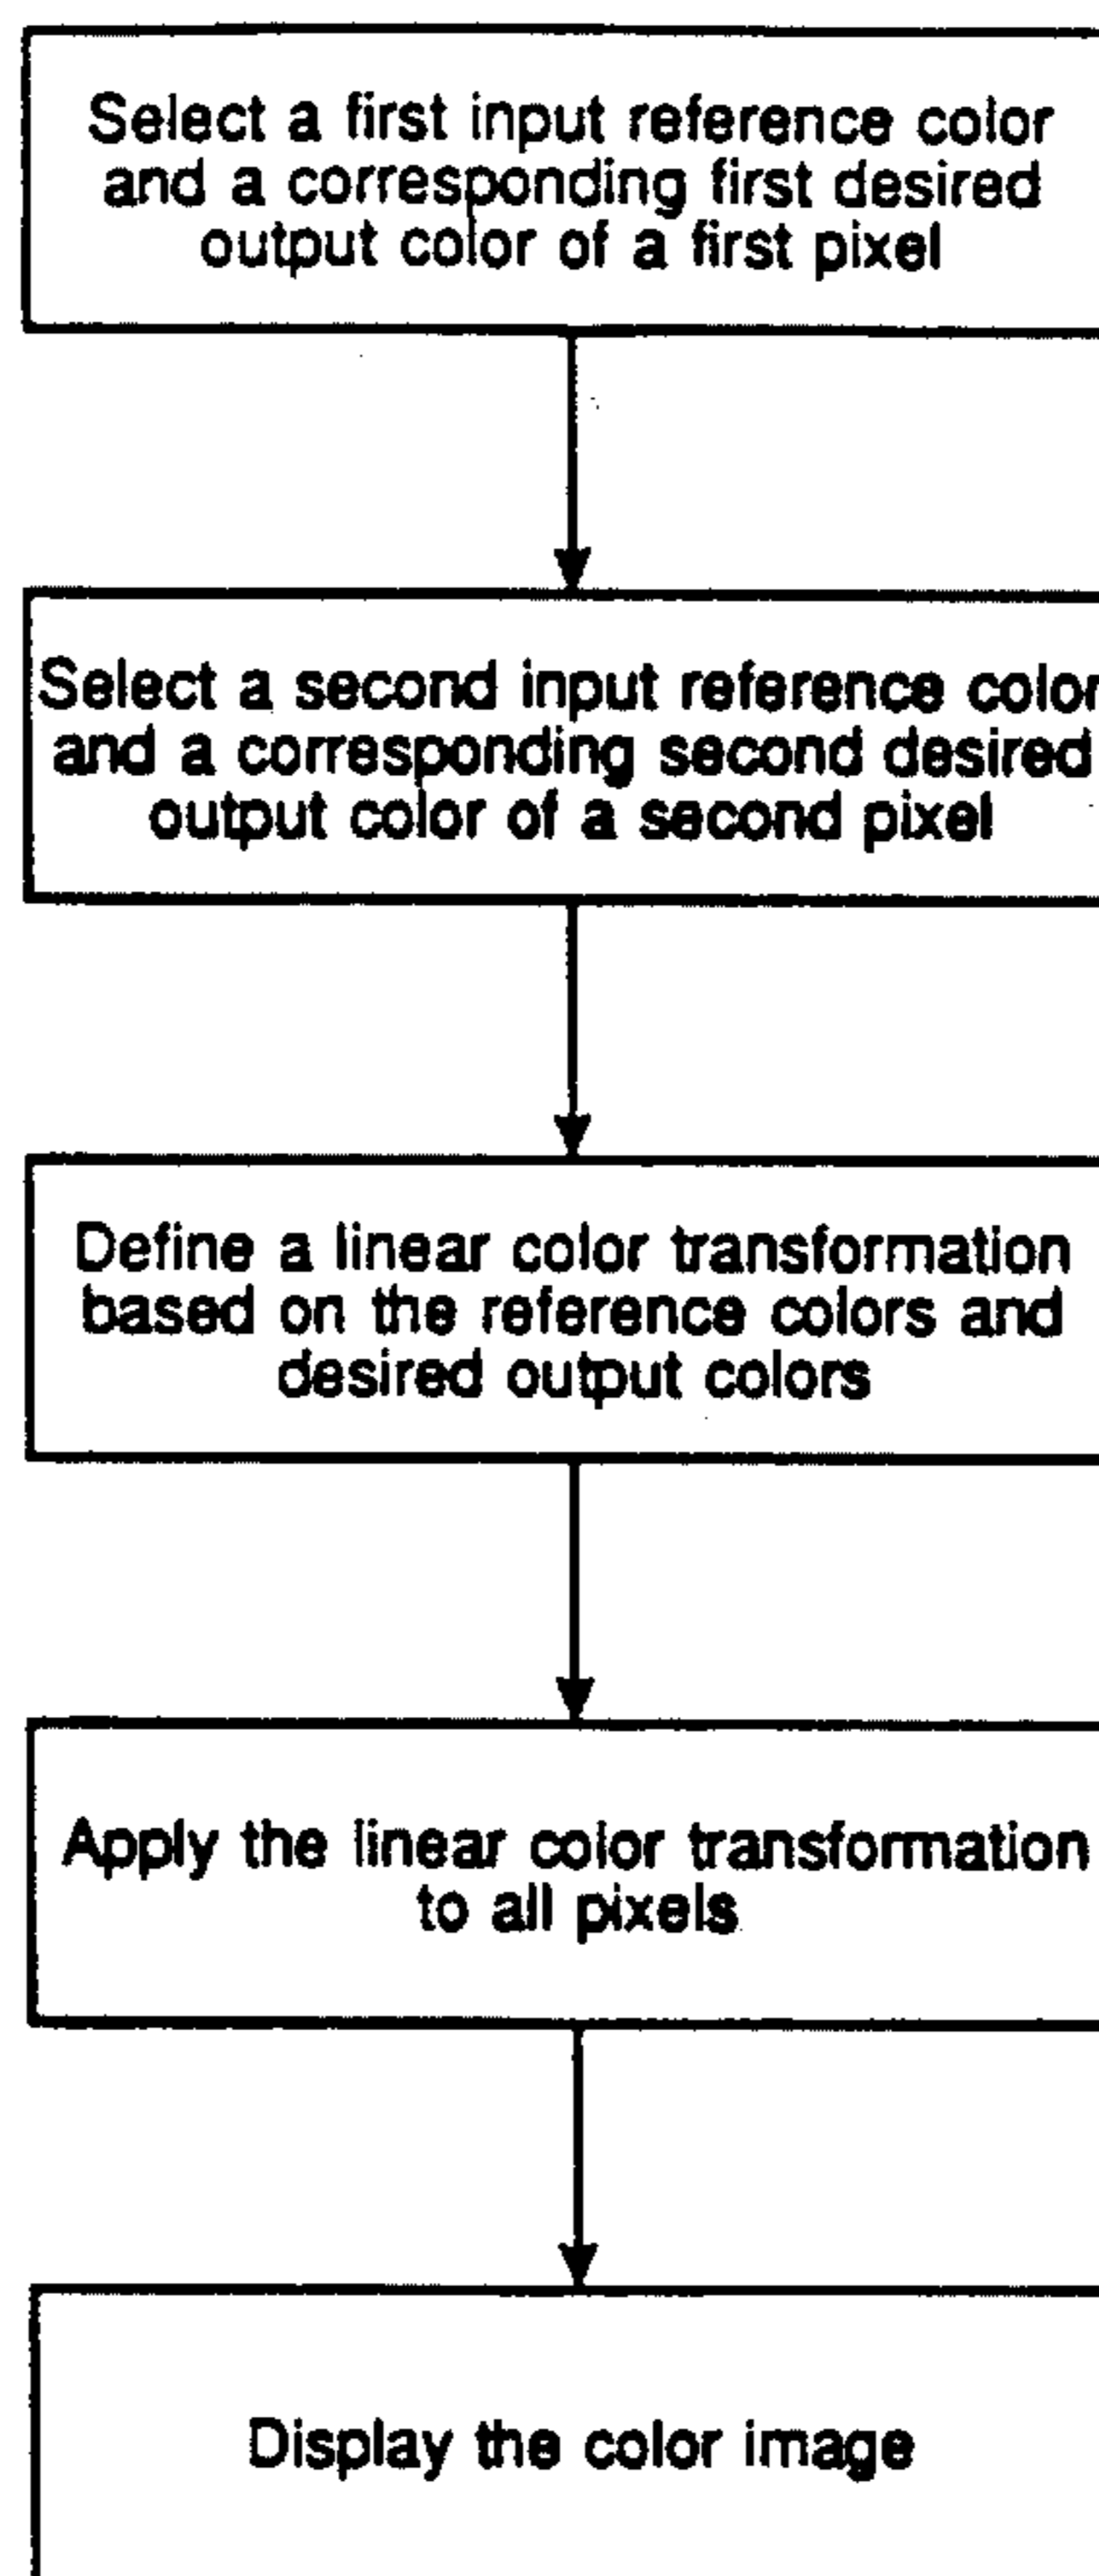 Select a first input reference color
and a corresponding first desired
output color of a first pixel
Select a second input reference color
and a corresponding second desired
output color of a second pixel
Define a linear color transformation
based on the reference colors and
desired output colors
Apply the linear color transformation
to all pixels
Display the color image